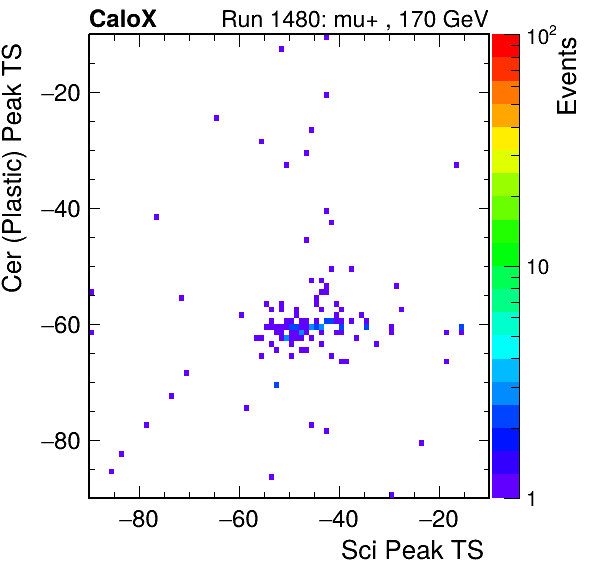 CaloX Run 1480: mu+ , 170 GeV
Cer (Plastic) Peak TS
−20
−40
−60
−80
−80 −60 −40 −20
Sci Peak TS
10²
10
1
Events